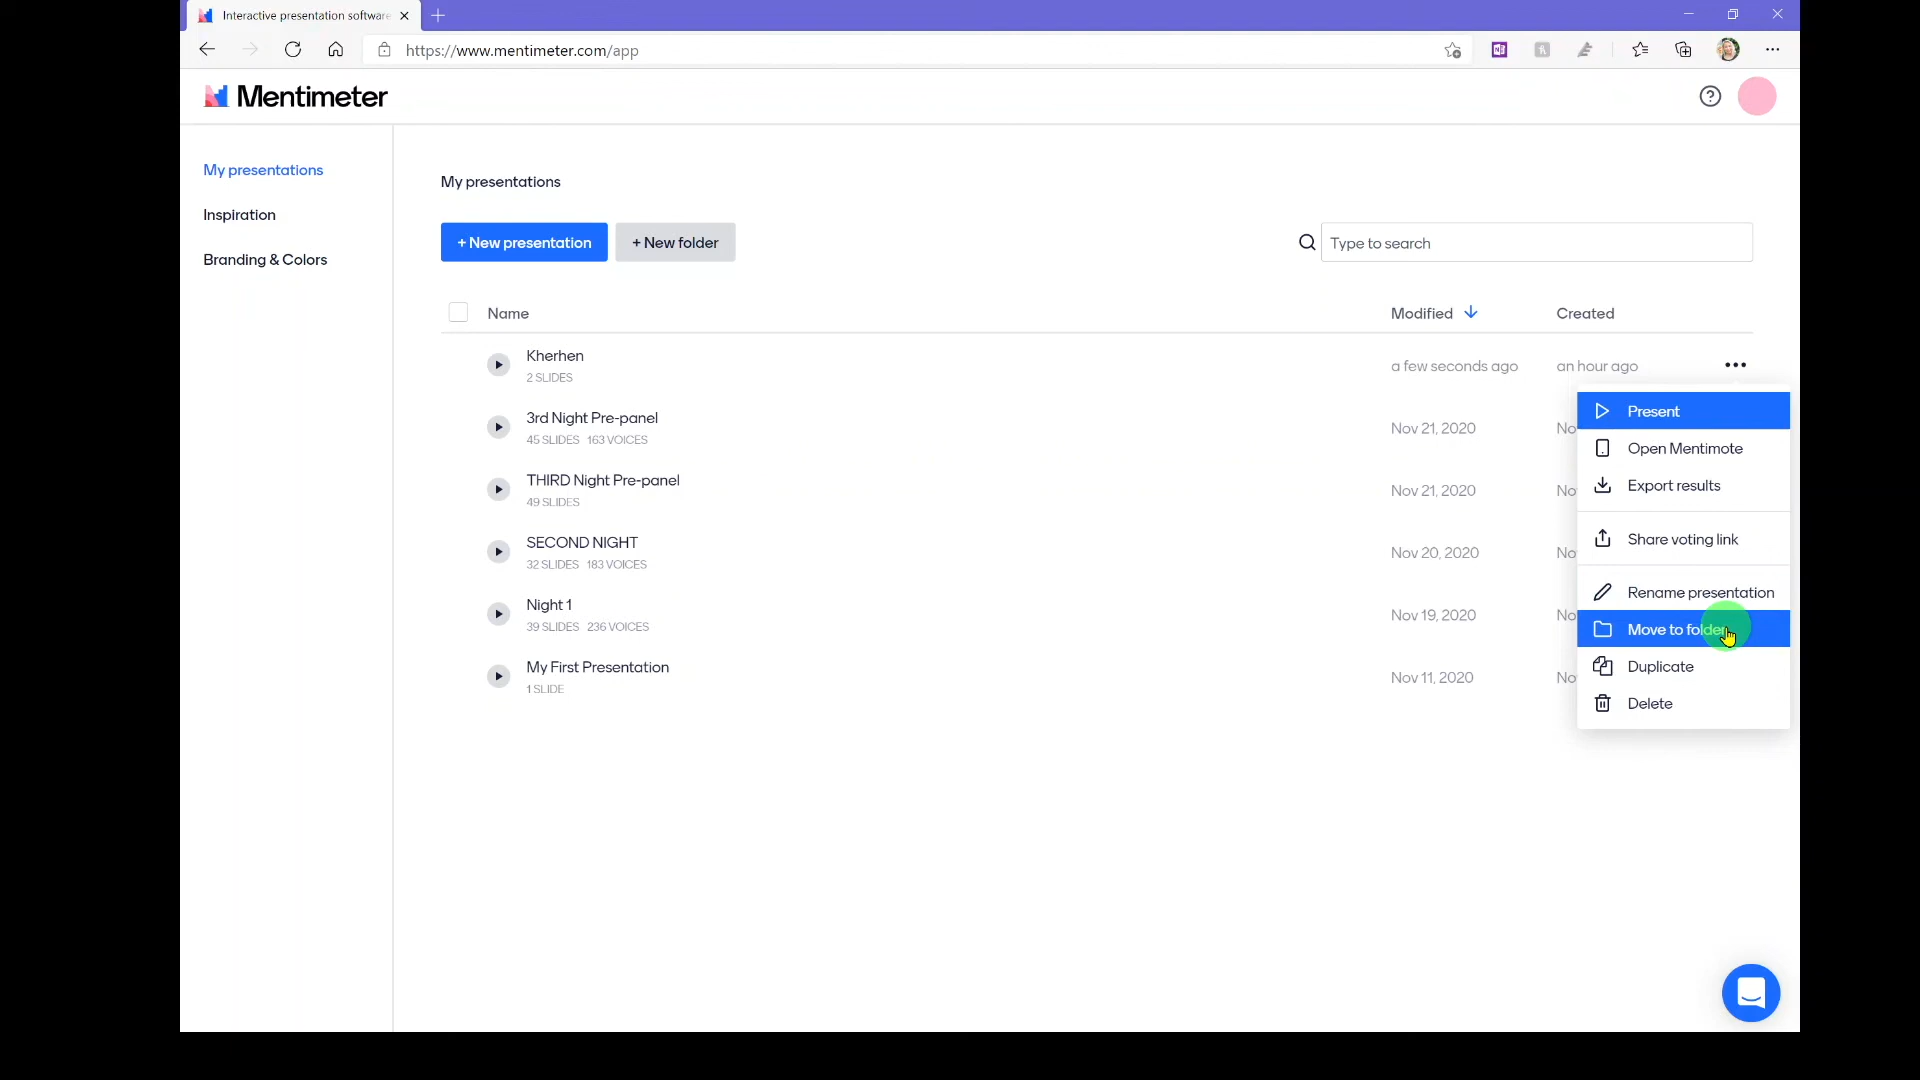 Interactive presentation software
https://www.mentimeter.com/app
Mentimeter
My presentations
Inspiration
Branding & Colors
My presentations
+ New presentation
+ New folder
Type to search
Name
Modified
Created
Kherhen
2 SLIDES
a few seconds ago
an hour ago
3rd Night Pre-panel
45 SLIDES 163 VOICES
Nov 21, 2020
No
THIRD Night Pre-panel
49 SLIDES
Nov 21, 2020
No
SECOND NIGHT
32 SLIDES 183 VOICES
Nov 20, 2020
No
Night 1
39 SLIDES 236 VOICES
Nov 19, 2020
No
My First Presentation
1 SLIDE
Nov 11, 2020
No
Present
Open Mentimote
Export results
Share voting link
Rename presentation
Move to folder
Duplicate
Delete